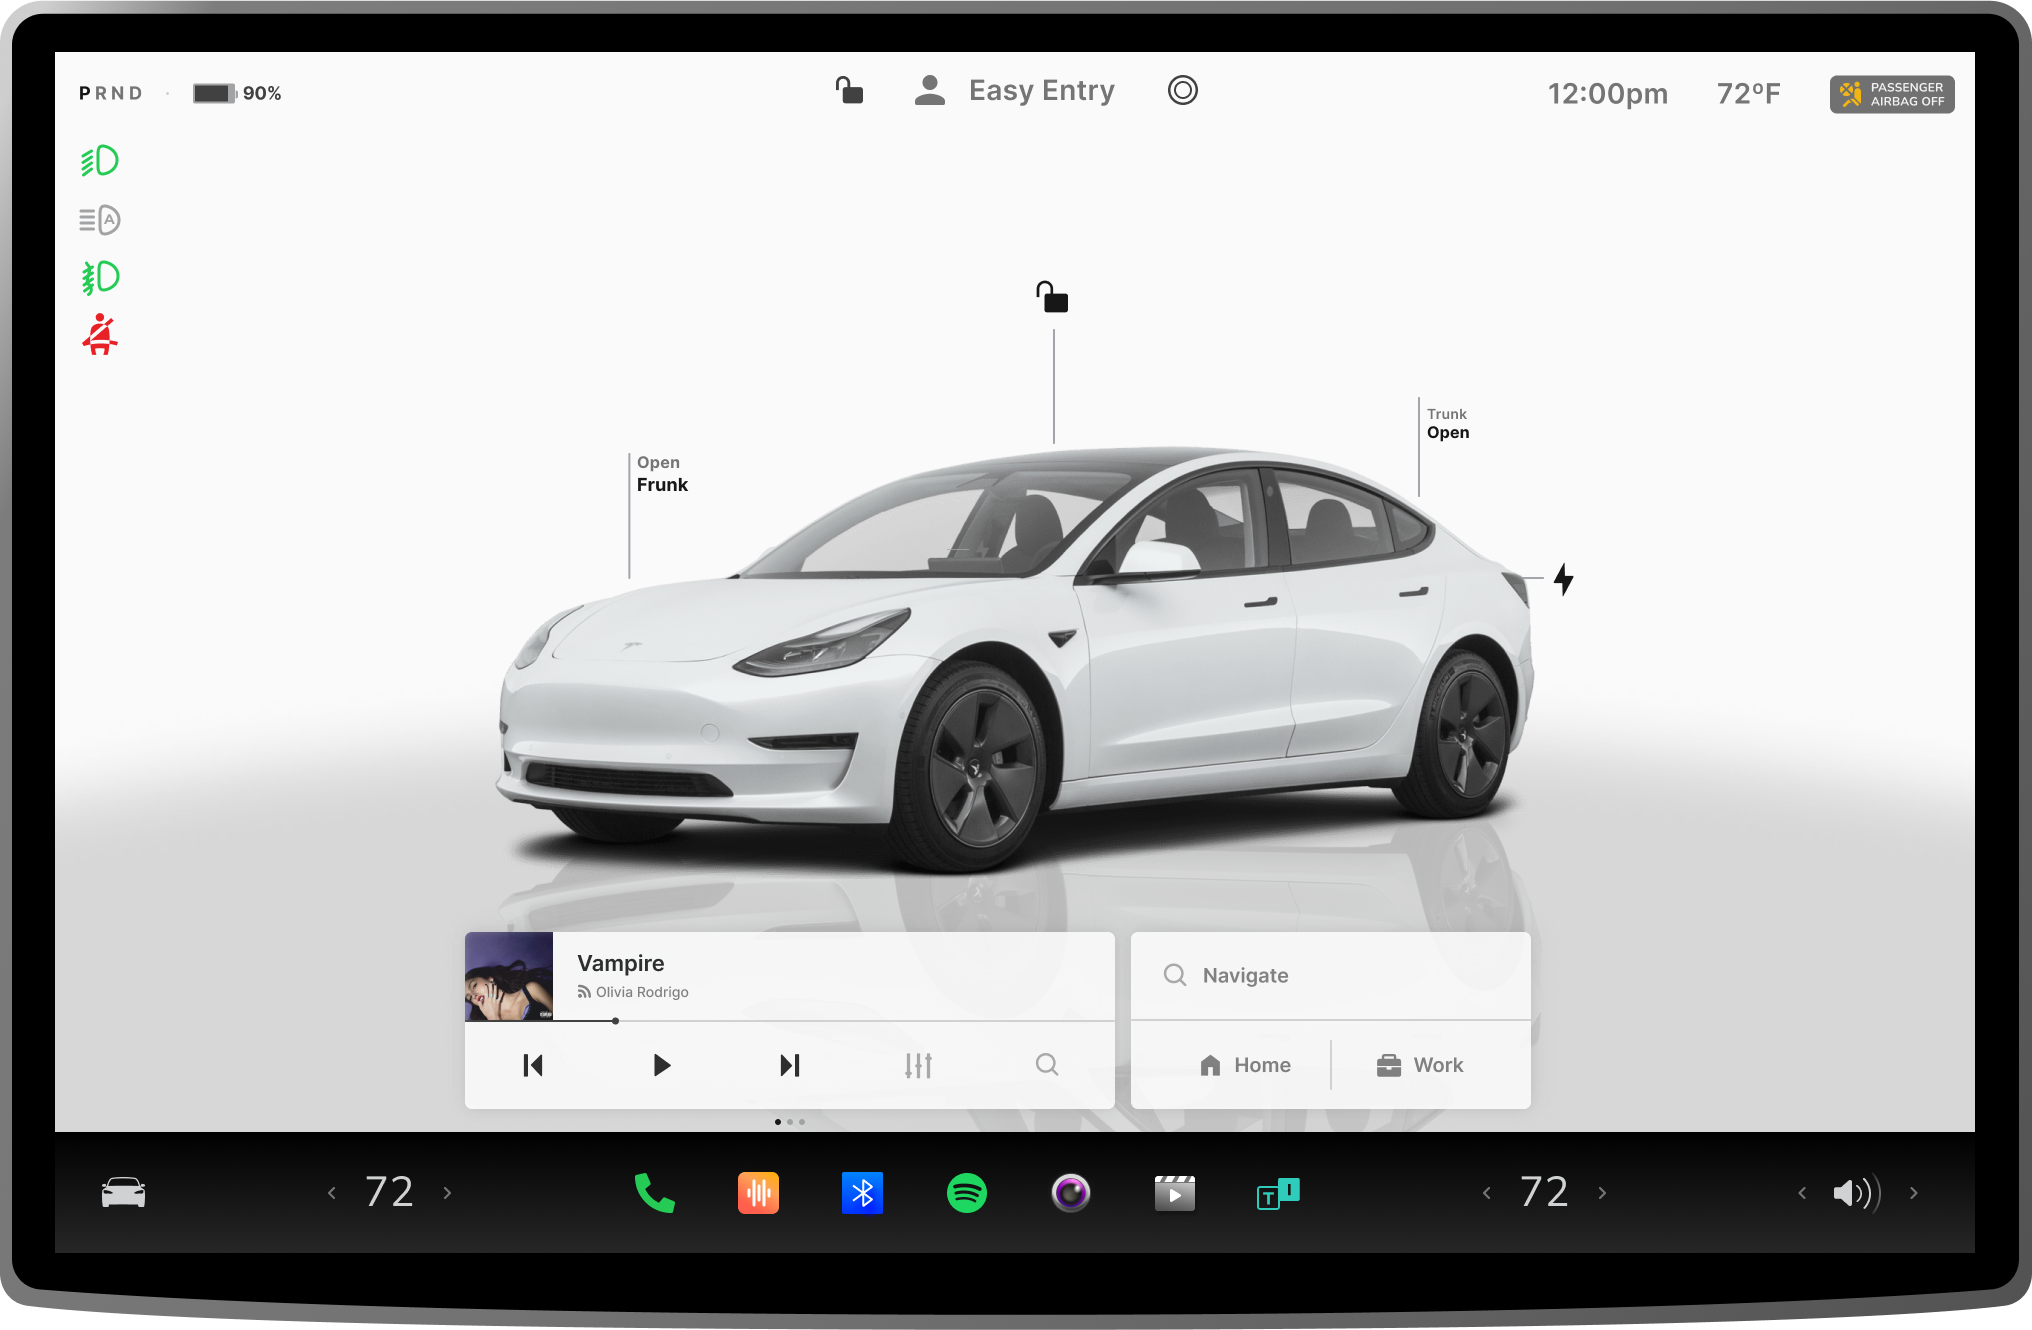 PRND
90%
Easy Entry
12:00pm
72ºF
PASSENGER
AIRBAG OFF
A
Open
Frunk
Trunk
Open
Vampire
Olivia Rodrigo
Navigate
Home
Work
72
T I
72